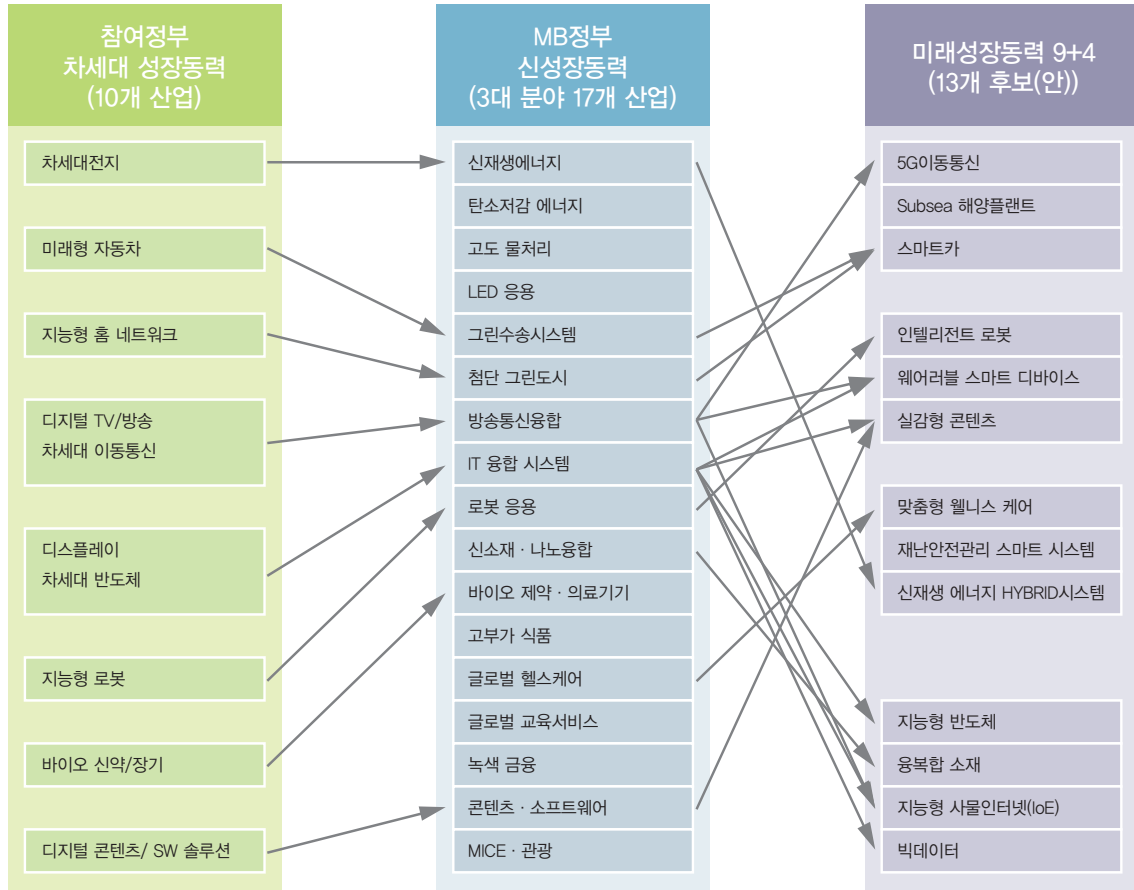 참여정부
차세대 성장동력
(10개 산업)
차세대전지
미래형 자동차
지능형 홈 네트워크
디지털 TV/방송
차세대 이동통신
디스플레이
차세대 반도체
지능형 로봇
바이오 신약/장기
디지털 콘텐츠/ SW 솔루션
MB정부
신성장동력
(3대 분야 17개 산업)
신재생에너지
탄소저감 에너지
고도 물처리
LED 응용
그린수송시스템
첨단 그린도시
방송통신융합
IT 융합 시스템
로봇 응용
신소재 · 나노융합
바이오 제약 · 의료기기
고부가 식품
글로벌 헬스케어
글로벌 교육서비스
녹색 금융
콘텐츠 · 소프트웨어
MICE · 관광
미래성장동력 9+4
(13개 후보(안))
5G이동통신
Subsea 해양플랜트
스마트카
인텔리전트 로봇
웨어러블 스마트 디바이스
실감형 콘텐츠
맞춤형 웰니스 케어
재난안전관리 스마트 시스템
신재생 에너지 HYBRID시스템
지능형 반도체
융복합 소재
지능형 사물인터넷(IoE)
빅데이터